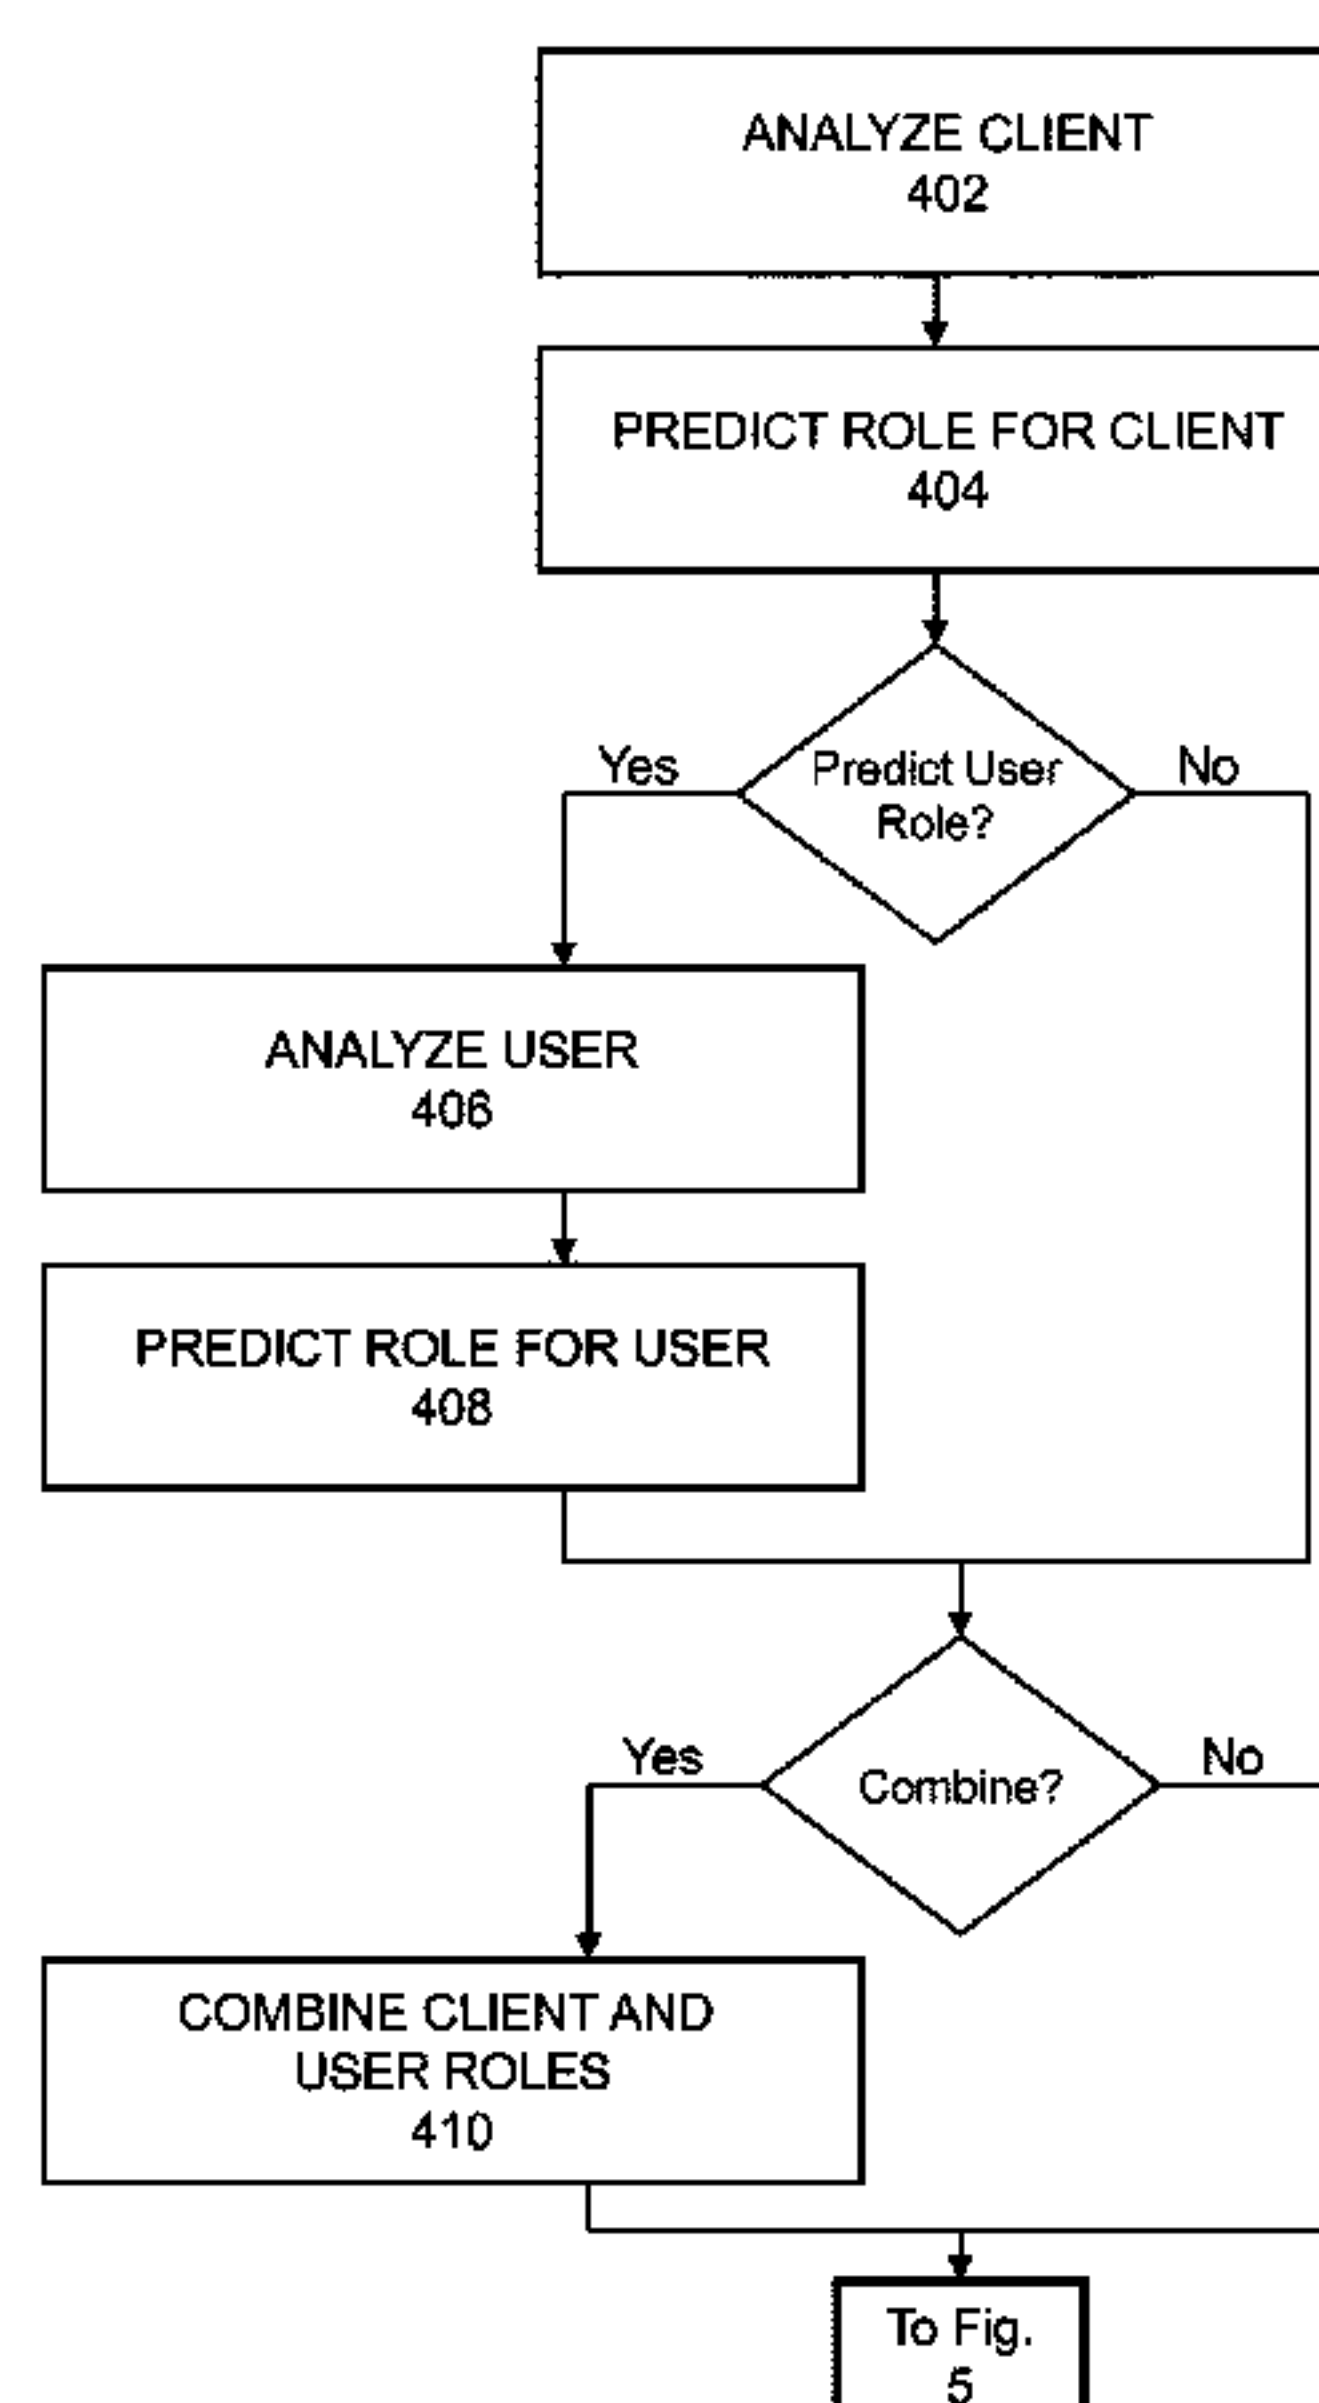 ANALYZE CLIENT
402
PREDICT ROLE FOR CLIENT
404
Yes
Predict User
Role?
No
ANALYZE USER
406
PREDICT ROLE FOR USER
408
Yes
Combine?
No
COMBINE CLIENT AND
USER ROLES
410
To Fig.
5